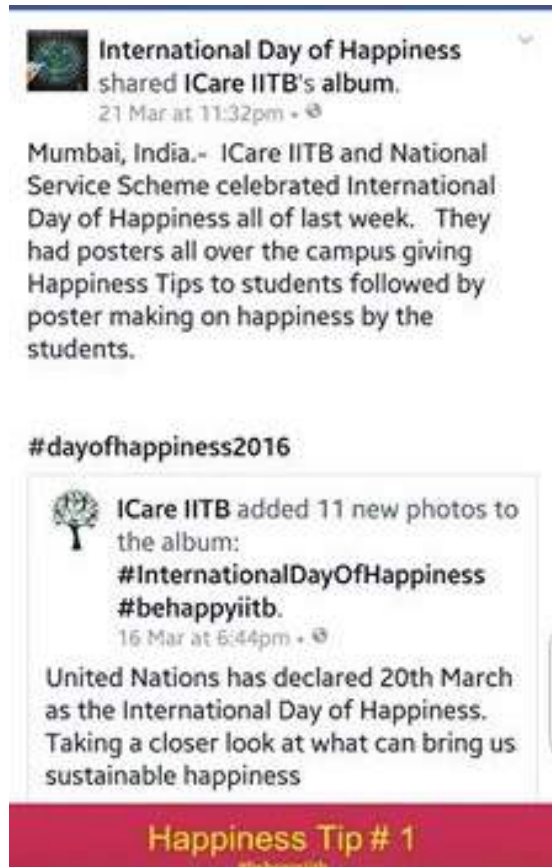 International Day of Happiness
shared ICare IITB's album.
21 Mar at 11:32pm •
Mumbai, India.- ICare IITB and National
Service Scheme celebrated International
Day of Happiness all of last week. They
had posters all over the campus giving
Happiness Tips to students followed by
poster making on happiness by the
students.
#dayofhappiness2016
ICare IITB added 11 new photos to
the album:
#InternationalDayOfHappiness
#behappyiitb.
16 Mar at 6:44pm •
United Nations has declared 20th March
as the International Day of Happiness.
Taking a closer look at what can bring us
sustainable happiness
Happiness Tip # 1